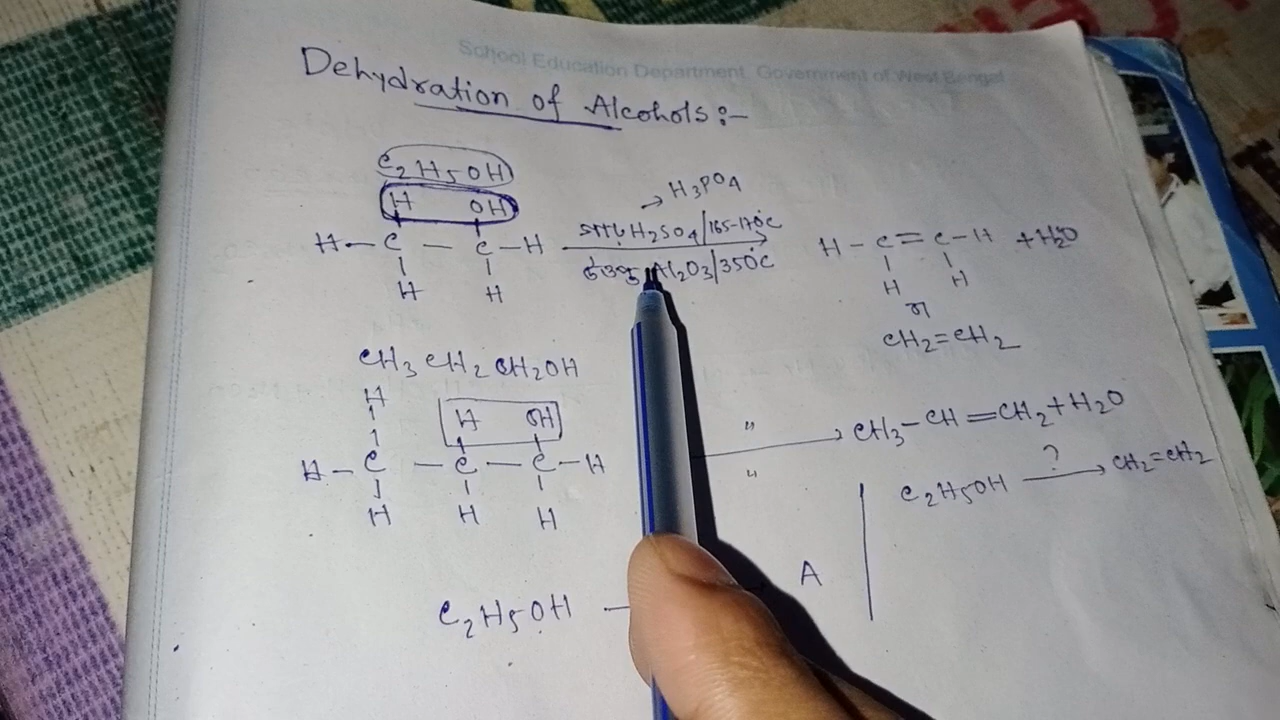 School Education Department, Government of West Bengal
Dehydration of Alcohols :-
C2H5OH
H OH
H - C - C - H
H H
→ H3PO4
H2SO4/165-170°C
Al2O3/350°C
H - C = C - H + H2O
H H
CH2=CH2
CH3 CH2 CH2OH
H
H OH
H - C - C - C - H
H H H
" "
CH3-CH=CH2+H2O
C2H5OH ? → CH2=CH2
C2H5OH — A